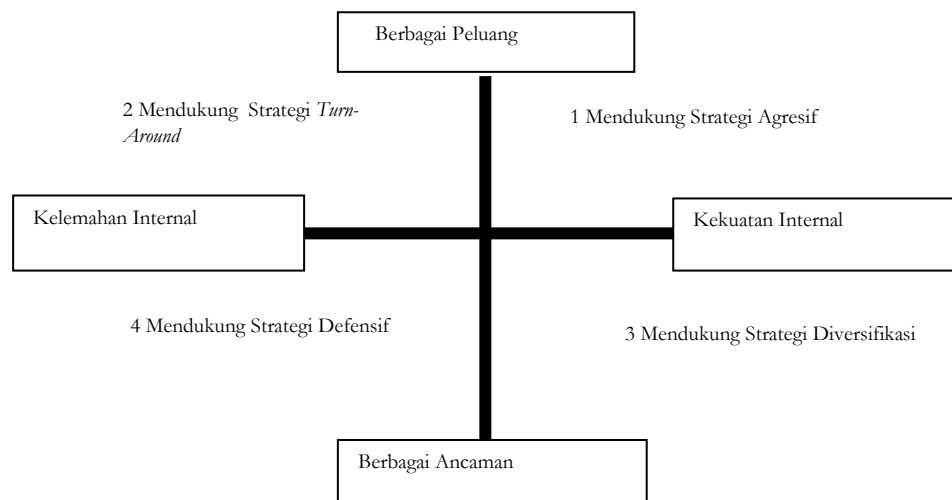 Berbagai Peluang
2 Mendukung Strategi Turn-
Around
1 Mendukung Strategi Agresif
Kelemahan Internal
Kekuatan Internal
4 Mendukung Strategi Defensif
3 Mendukung Strategi Diversifikasi
Berbagai Ancaman